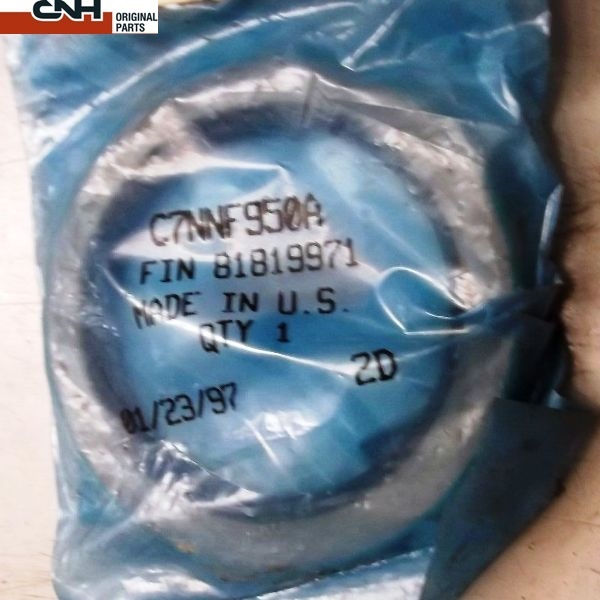 CNH
ORIGINAL
PARTS
C7NNF950A
FIN 81819971
MADE IN U.S.
QTY 1
2D
01/23/97